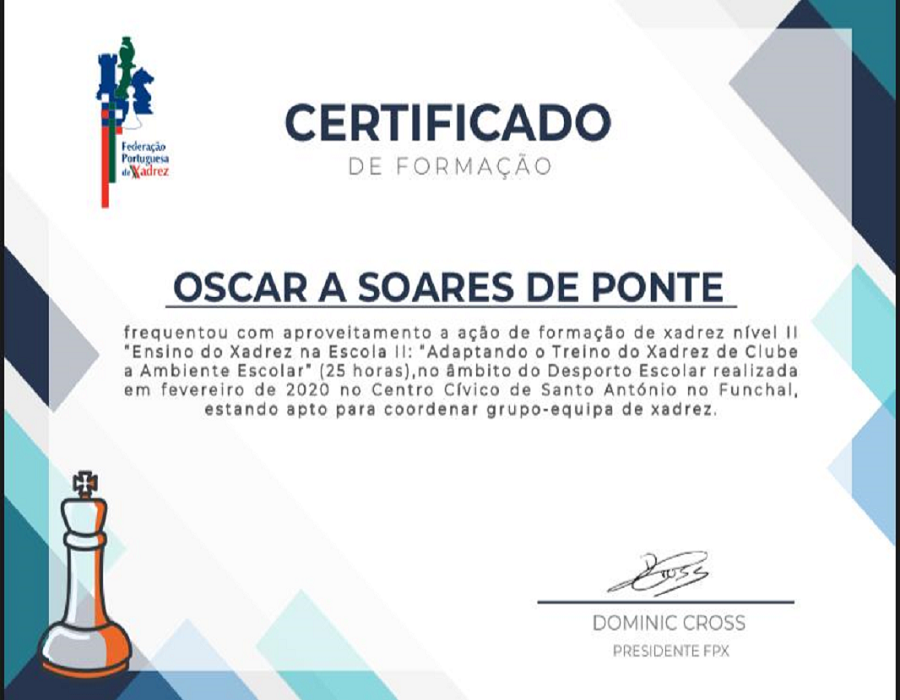 Federação
Portuguesa
de Xadrez
CERTIFICADO
DE FORMAÇÃO
OSCAR A SOARES DE PONTE
frequentou com aproveitamento a ação de formação de xadrez nível II
"Ensino do Xadrez na Escola II: "Adaptando o Treino do Xadrez de Clube
a Ambiente Escolar" (25 horas),no âmbito do Desporto Escolar realizada
em fevereiro de 2020 no Centro Cívico de Santo António no Funchal,
estando apto para coordenar grupo-equipa de xadrez.
Cross
DOMINIC CROSS
PRESIDENTE FPX